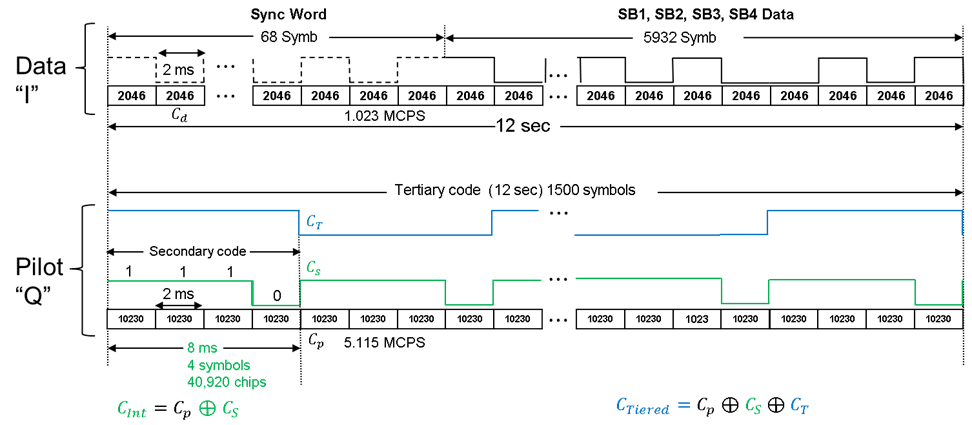 Sync Word SB1, SB2, SB3, SB4 Data
68 Symb 5932 Symb
Data
"I"
2 ms ... ...
2046 2046 ... 2046 2046 2046 2046 2046 2046 ... 2046 2046 2046 2046 2046 2046 2046 2046
C_d 1.023 MCPS
12 sec
Tertiary code (12 sec) 1500 symbols
C_T ...
Secondary code
Pilot
"Q"
1 1 1 0 C_S ...
2 ms
10230 10230 10230 10230 10230 10230 10230 10230 10230 ... 10230 10230 1023 10230 10230 10230 10230 10230
C_p 5.115 MCPS
8 ms
4 symbols
40,920 chips
C_Int = C_p ⊕ C_S C_Tiered = C_p ⊕ C_S ⊕ C_T